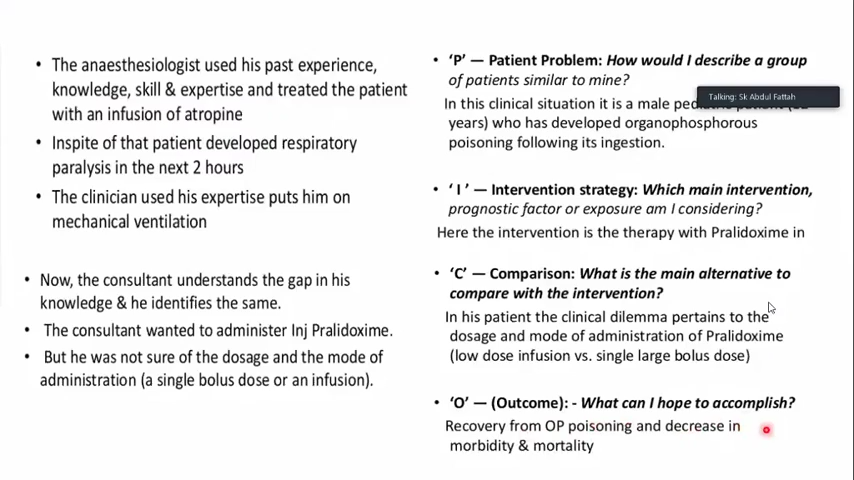 • The anaesthesiologist used his past experience,
knowledge, skill & expertise and treated the patient
with an infusion of atropine
• Inspite of that patient developed respiratory
paralysis in the next 2 hours
• The clinician used his expertise puts him on
mechanical ventilation
• Now, the consultant understands the gap in his
knowledge & he identifies the same.
• The consultant wanted to administer Inj Pralidoxime.
• But he was not sure of the dosage and the mode of
administration (a single bolus dose or an infusion).
• ‘P’ — Patient Problem: How would I describe a group
of patients similar to mine?
Talking: Sk Abdul Fattah
In this clinical situation it is a male
years) who has developed organophosphorous
poisoning following its ingestion.
• ‘ I ’ — Intervention strategy: Which main intervention,
prognostic factor or exposure am I considering?
Here the intervention is the therapy with Pralidoxime in
• ‘C’ — Comparison: What is the main alternative to
compare with the intervention?
In his patient the clinical dilemma pertains to the
dosage and mode of administration of Pralidoxime
(low dose infusion vs. single large bolus dose)
• ‘O’ — (Outcome): - What can I hope to accomplish?
Recovery from OP poisoning and decrease in
morbidity & mortality